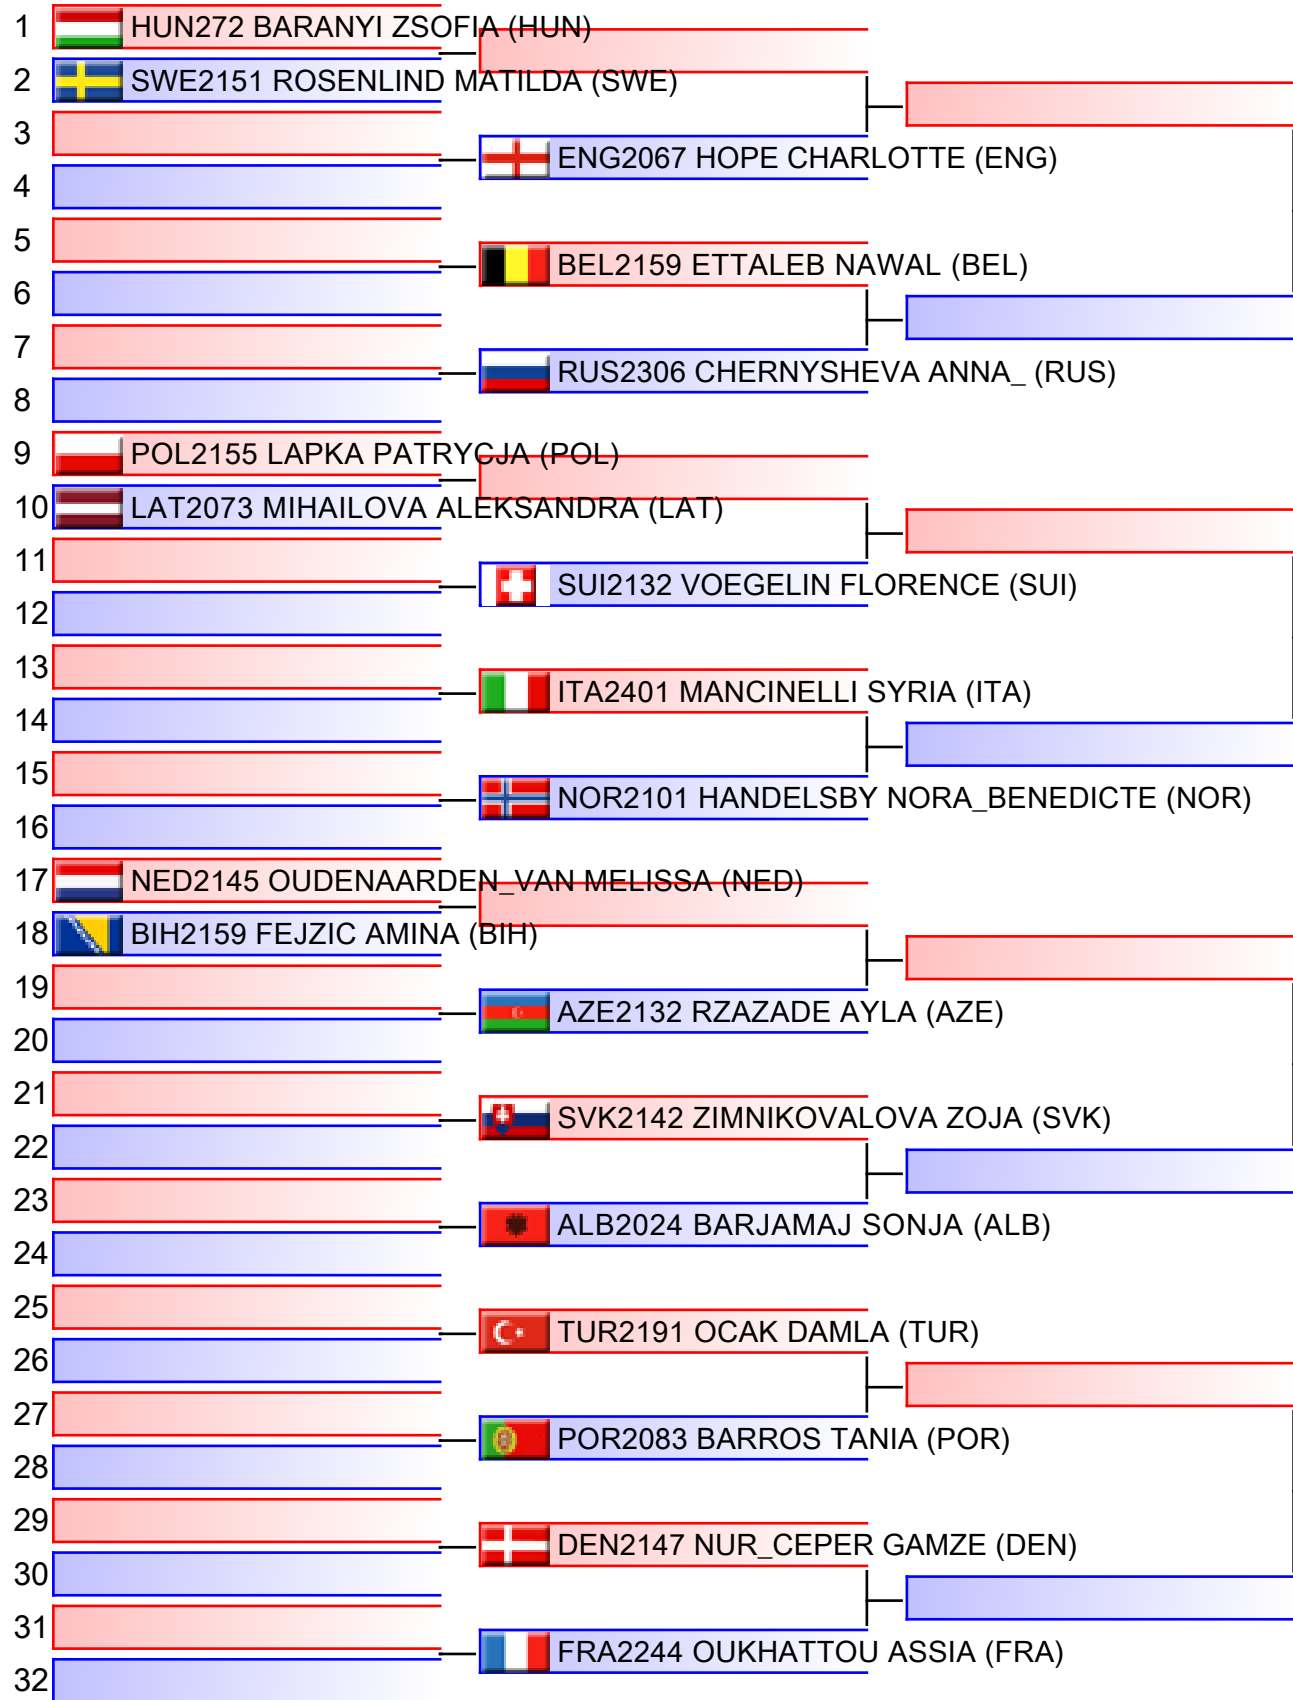 1 HUN272 BARANYI ZSOFIA (HUN)
2 SWE2151 ROSENLIND MATILDA (SWE)
3
ENG2067 HOPE CHARLOTTE (ENG)
4
5
BEL2159 ETTALEB NAWAL (BEL)
6
7
RUS2306 CHERNYSHEVA ANNA_ (RUS)
8
9 POL2155 LAPKA PATRYCJA (POL)
10 LAT2073 MIHAILOVA ALEKSANDRA (LAT)
11
SUI2132 VOEGELIN FLORENCE (SUI)
12
13
ITA2401 MANCINELLI SYRIA (ITA)
14
15
NOR2101 HANDELSBY NORA_BENEDICTE (NOR)
16
17 NED2145 OUDENAARDEN_VAN MELISSA (NED)
18 BIH2159 FEJZIC AMINA (BIH)
19
AZE2132 RZAZADE AYLA (AZE)
20
21
SVK2142 ZIMNIKOVALOVA ZOJA (SVK)
22
23
ALB2024 BARJAMAJ SONJA (ALB)
24
25
TUR2191 OCAK DAMLA (TUR)
26
27
POR2083 BARROS TANIA (POR)
28
29
DEN2147 NUR_CEPER GAMZE (DEN)
30
31
FRA2244 OUKHATTOU ASSIA (FRA)
32